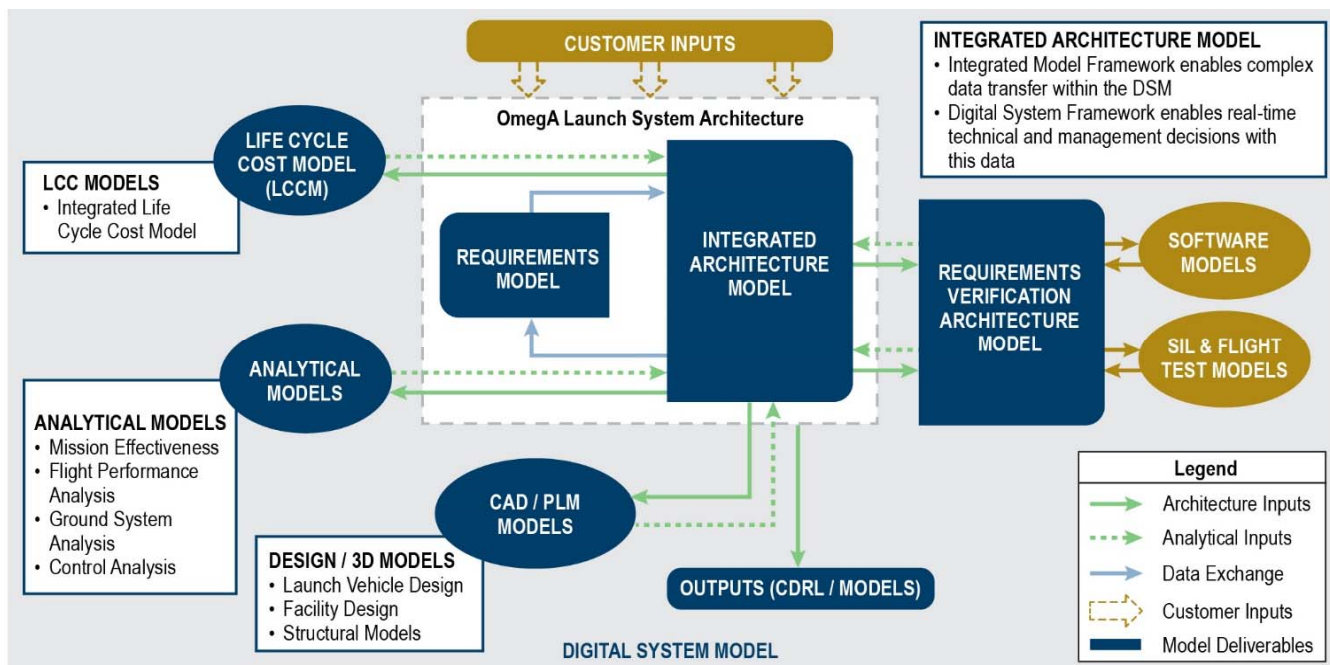 CUSTOMER INPUTS
OmegA Launch System Architecture
INTEGRATED ARCHITECTURE MODEL
• Integrated Model Framework enables complex
data transfer within the DSM
• Digital System Framework enables real-time
technical and management decisions with
this data
LIFE CYCLE
COST MODEL
(LCCM)
LCC MODELS
• Integrated Life
Cycle Cost Model
REQUIREMENTS
MODEL
INTEGRATED
ARCHITECTURE
MODEL
REQUIREMENTS
VERIFICATION
ARCHITECTURE
MODEL
SOFTWARE
MODELS
SIL & FLIGHT
TEST MODELS
ANALYTICAL
MODELS
ANALYTICAL MODELS
• Mission Effectiveness
• Flight Performance
Analysis
• Ground System
Analysis
• Control Analysis
CAD / PLM
MODELS
DESIGN / 3D MODELS
• Launch Vehicle Design
• Facility Design
• Structural Models
OUTPUTS (CDRL / MODELS)
DIGITAL SYSTEM MODEL
Legend
Architecture Inputs
Analytical Inputs
Data Exchange
Customer Inputs
Model Deliverables